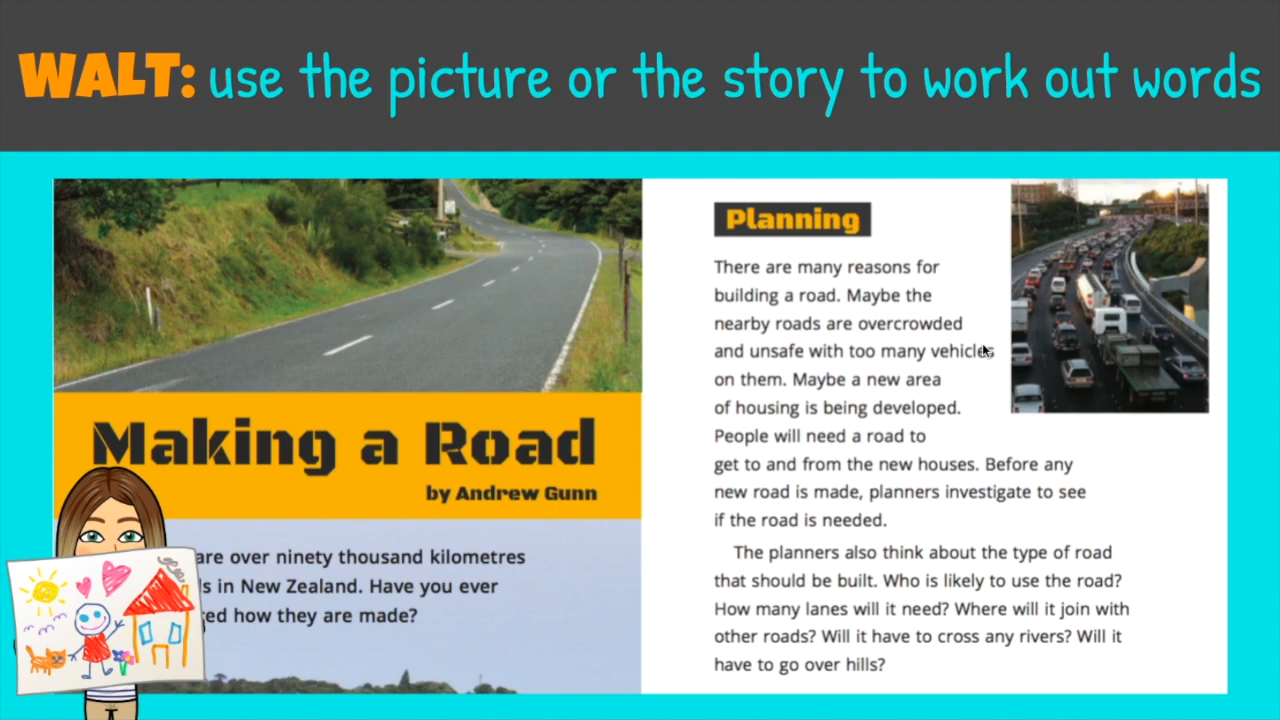 WALT: use the picture or the story to work out words
Making a Road
by Andrew Gunn
are over ninety thousand kilometres
in New Zealand. Have you ever
how they are made?
Planning
There are many reasons for
building a road. Maybe the
nearby roads are overcrowded
and unsafe with too many vehicles
on them. Maybe a new area
of housing is being developed.
People will need a road to
get to and from the new houses. Before any
new road is made, planners investigate to see
if the road is needed.
The planners also think about the type of road
that should be built. Who is likely to use the road?
How many lanes will it need? Where will it join with
other roads? Will it have to cross any rivers? Will it
have to go over hills?